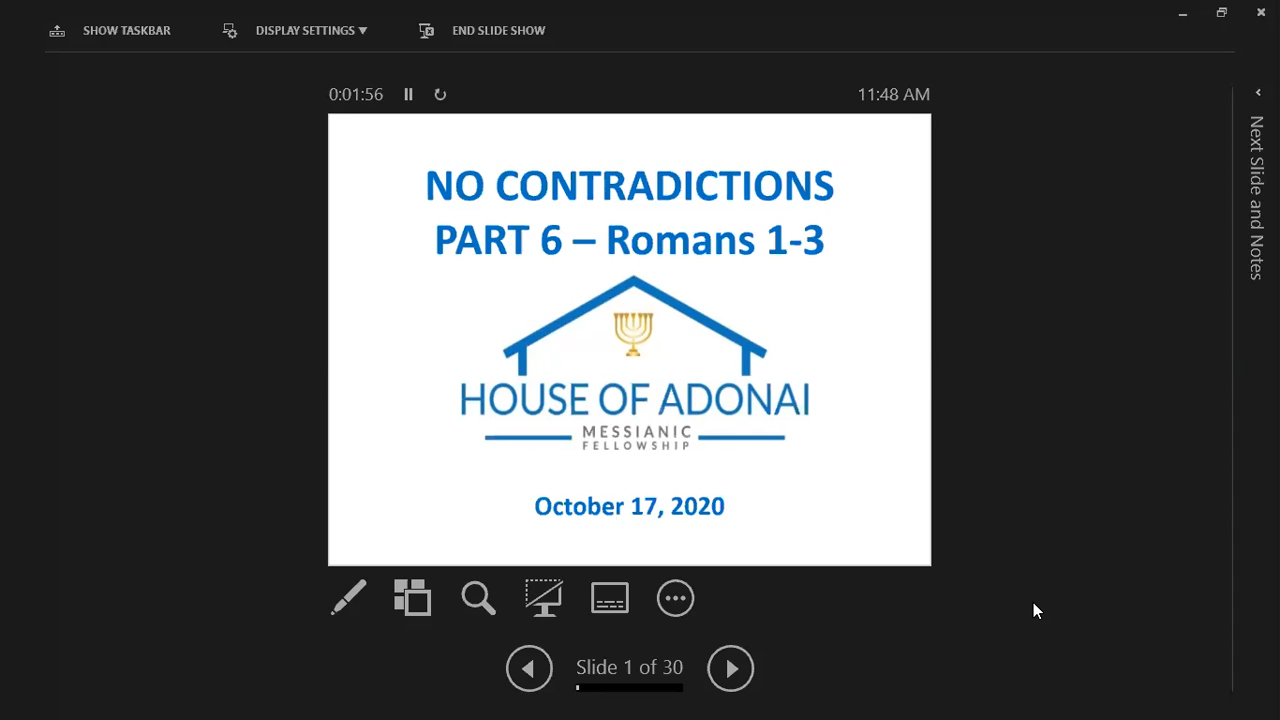 SHOW TASKBAR
DISPLAY SETTINGS
END SLIDE SHOW
0:01:56
11:48 AM
NO CONTRADICTIONS
PART 6 – Romans 1-3
HOUSE OF ADONAI
MESSIANIC
FELLOWSHIP
October 17, 2020
Slide 1 of 30
Next Slide and Notes